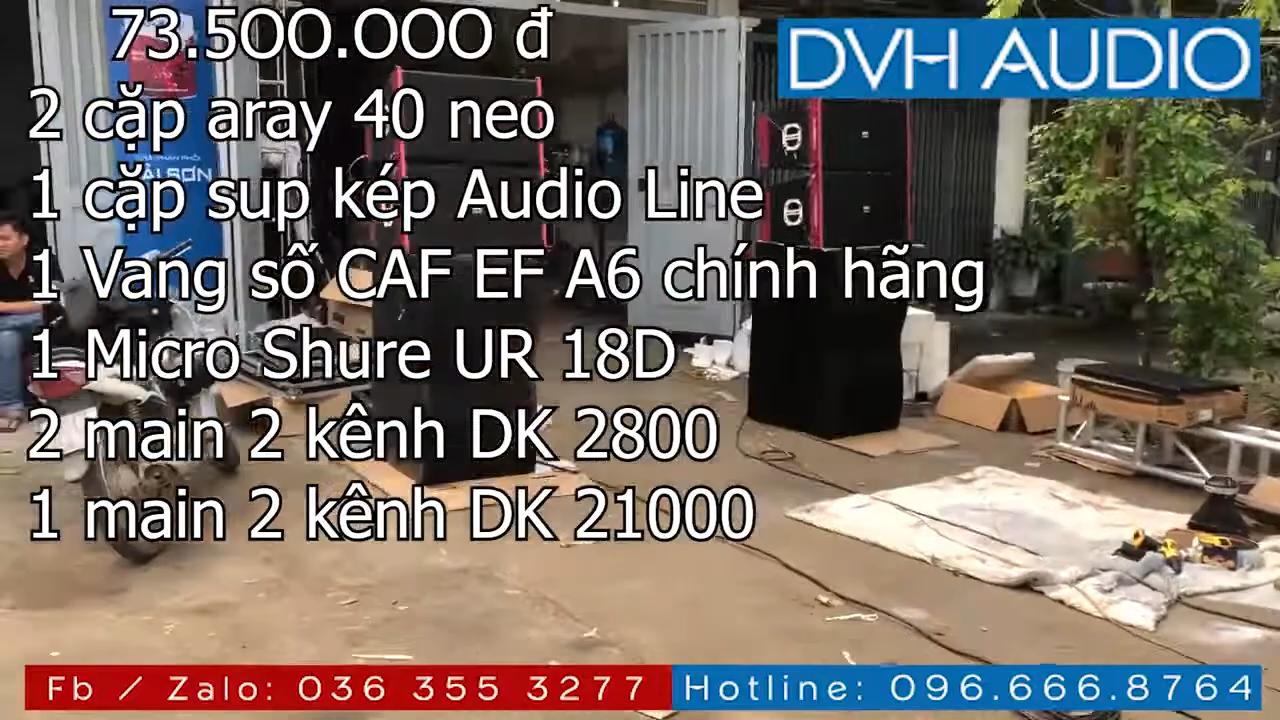 73.500.000 đ
DVH AUDIO
2 cặp aray 40 neo
1 cặp sup kép Audio Line
1 Vang số CAF EF A6 chính hãng
1 Micro Shure UR 18D
2 main 2 kênh DK 2800
1 main 2 kênh DK 21000
Fb / Zalo: 036 355 3277
Hotline: 096.666.8764